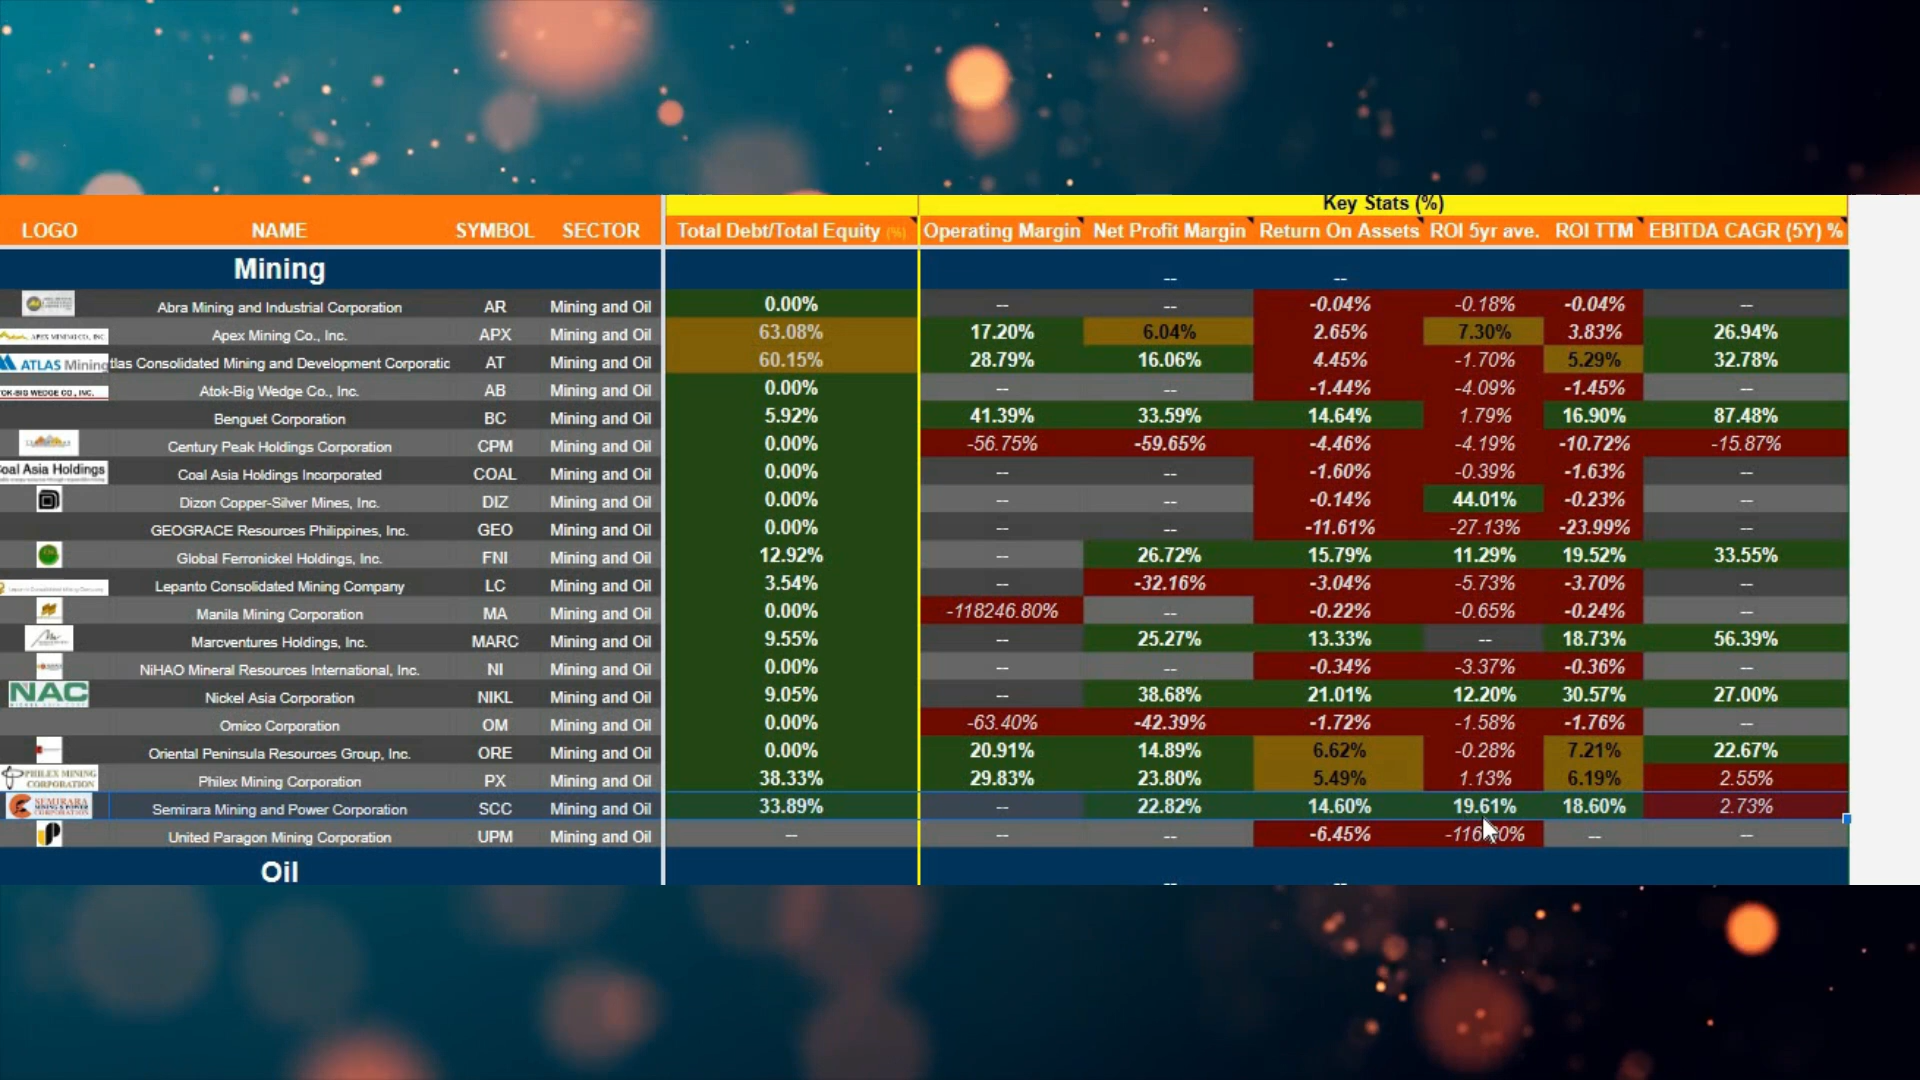 Key Stats (%)
LOGO NAME SYMBOL SECTOR Total Debt/Total Equity (%) Operating Margin Net Profit Margin Return On Assets ROI 5yr ave. ROI TTM EBITDA CAGR (5Y) %
Mining -- --
Abra Mining and Industrial Corporation AR Mining and Oil 0.00% -- -- -0.04% -0.18% -0.04% --
APEX MINING CO., INC. Apex Mining Co., Inc. APX Mining and Oil 63.08% 17.20% 6.04% 2.65% 7.30% 3.83% 26.94%
ATLAS Mining tlas Consolidated Mining and Development Corporatic AT Mining and Oil 60.15% 28.79% 16.06% 4.45% -1.70% 5.29% 32.78%
TOK-BIG WEDGE CO., INC. Atok-Big Wedge Co., Inc. AB Mining and Oil 0.00% -- -- -1.44% -4.09% -1.45% --
Benguet Corporation BC Mining and Oil 5.92% 41.39% 33.59% 14.64% 1.79% 16.90% 87.48%
Century Peak Holdings Corporation CPM Mining and Oil 0.00% -56.75% -59.65% -4.46% -4.19% -10.72% -15.87%
oal Asia Holdings Coal Asia Holdings Incorporated COAL Mining and Oil 0.00% -- -- -1.60% -0.39% -1.63% --
Dizon Copper-Silver Mines, Inc. DIZ Mining and Oil 0.00% -- -- -0.14% 44.01% -0.23% --
GEOGRACE Resources Philippines, Inc. GEO Mining and Oil 0.00% -- -- -11.61% -27.13% -23.99% --
Global Ferronickel Holdings, Inc. FNI Mining and Oil 12.92% -- 26.72% 15.79% 11.29% 19.52% 33.55%
Lepanto Consolidated Mining Company LC Mining and Oil 3.54% -- -32.16% -3.04% -5.73% -3.70% --
Manila Mining Corporation MA Mining and Oil 0.00% -118246.80% -- -0.22% -0.65% -0.24% --
Marcventures Holdings, Inc. MARC Mining and Oil 9.55% -- 25.27% 13.33% -- 18.73% 56.39%
NiHAO Mineral Resources International, Inc. NI Mining and Oil 0.00% -- -- -0.34% -3.37% -0.36% --
NAC Nickel Asia Corporation NIKL Mining and Oil 9.05% -- 38.68% 21.01% 12.20% 30.57% 27.00%
Omico Corporation OM Mining and Oil 0.00% -63.40% -42.39% -1.72% -1.58% -1.76% --
Oriental Peninsula Resources Group, Inc. ORE Mining and Oil 0.00% 20.91% 14.89% 6.62% -0.28% 7.21% 22.67%
PHILEX MINING CORPORATION Philex Mining Corporation PX Mining and Oil 38.33% 29.83% 23.80% 5.49% 1.13% 6.19% 2.55%
SEMIRARA MINING & POWER CORPORATION Semirara Mining and Power Corporation SCC Mining and Oil 33.89% -- 22.82% 14.60% 19.61% 18.60% 2.73%
United Paragon Mining Corporation UPM Mining and Oil -- -- -- -6.45% -- --
Oil -- --